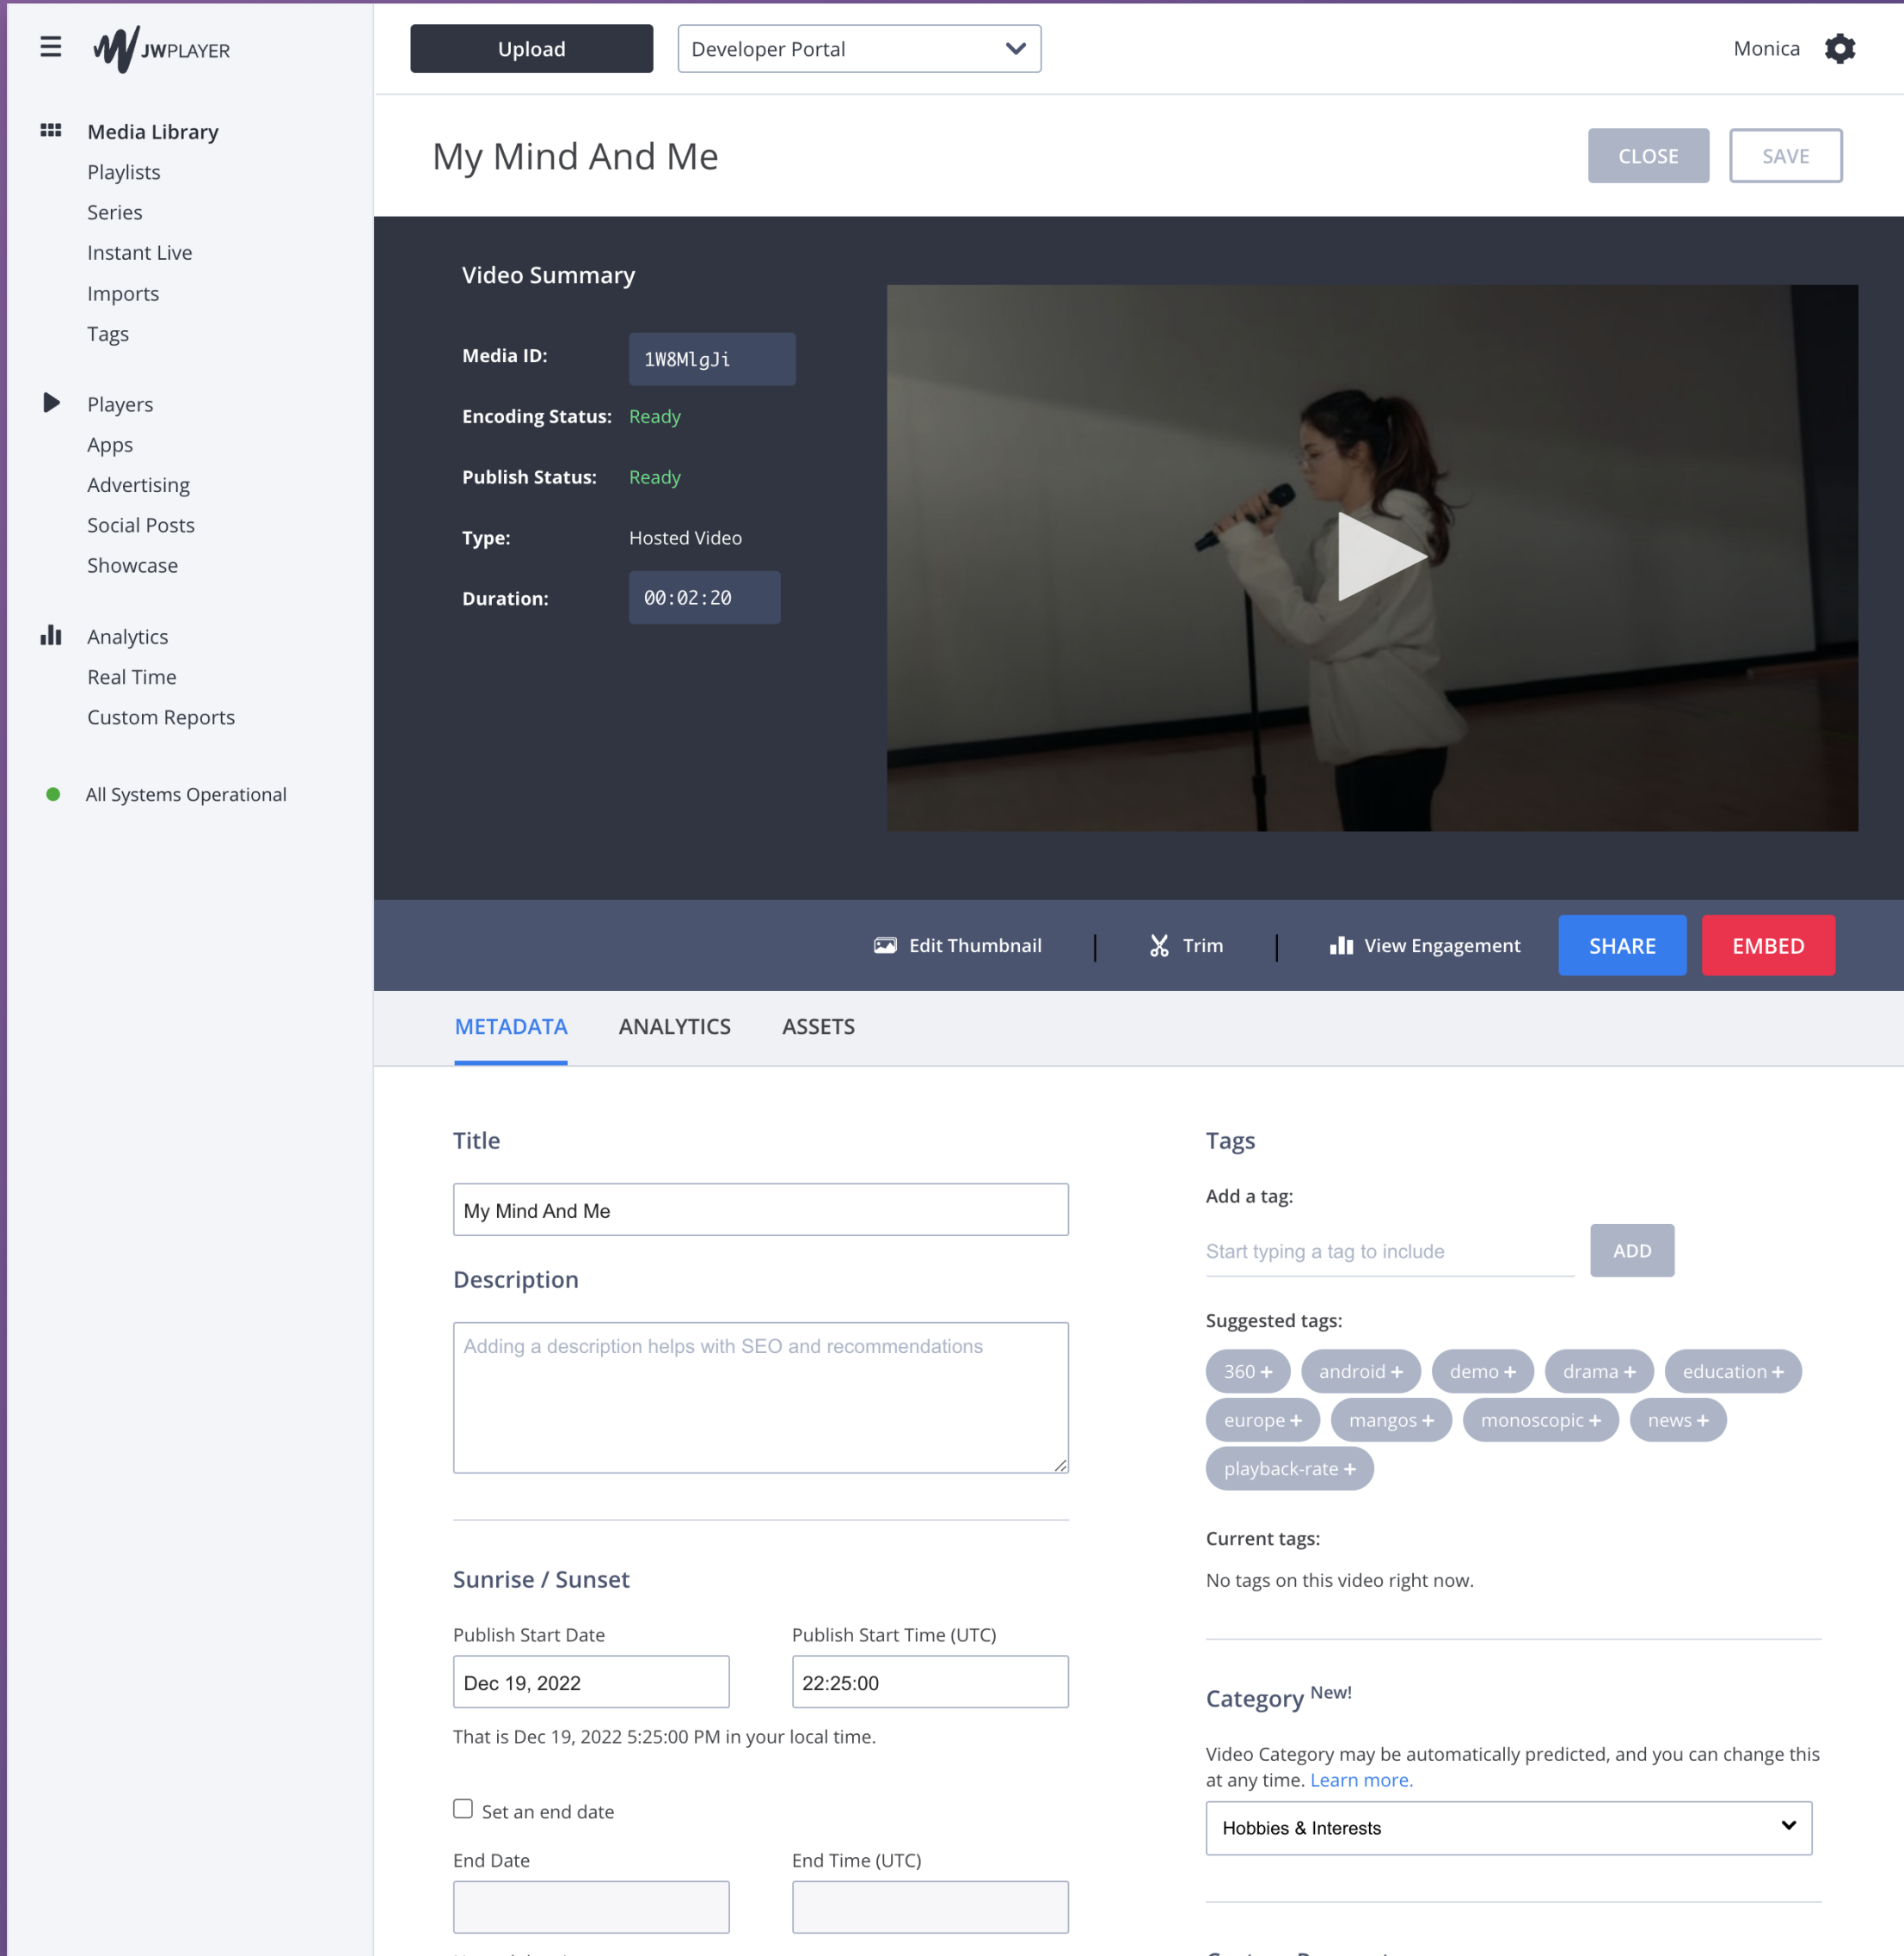 JWPLAYER
Upload
Developer Portal
Monica
Media Library
Playlists
Series
Instant Live
Imports
Tags
Players
Apps
Advertising
Social Posts
Showcase
Analytics
Real Time
Custom Reports
All Systems Operational
My Mind And Me
CLOSE
SAVE
Video Summary
Media ID: 1W8MlgJi
Encoding Status: Ready
Publish Status: Ready
Type: Hosted Video
Duration: 00:02:20
Edit Thumbnail
Trim
View Engagement
SHARE
EMBED
METADATA
ANALYTICS
ASSETS
Title
My Mind And Me
Description
Adding a description helps with SEO and recommendations
Sunrise / Sunset
Publish Start Date
Publish Start Time (UTC)
Dec 19, 2022
22:25:00
That is Dec 19, 2022 5:25:00 PM in your local time.
Set an end date
End Date
End Time (UTC)
Tags
Add a tag:
Start typing a tag to include
ADD
Suggested tags:
360 + android + demo + drama + education +
europe + mangos + monoscopic + news +
playback-rate +
Current tags:
No tags on this video right now.
Category New!
Video Category may be automatically predicted, and you can change this
at any time. Learn more.
Hobbies & Interests